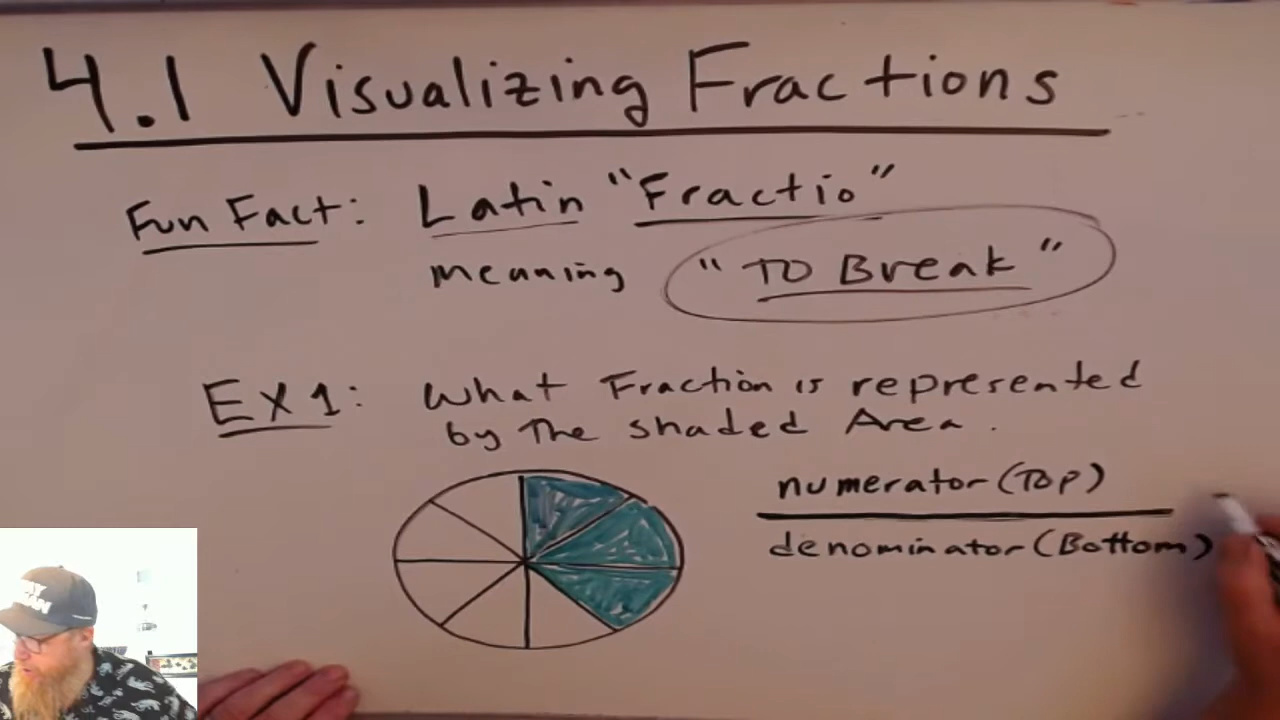 4.1 Visualizing Fractions
Fun Fact: Latin "Fractio"
meaning "To Break"
Ex 1: What Fraction is represented
by The shaded Area.
numerator (Top)
denominator (Bottom)